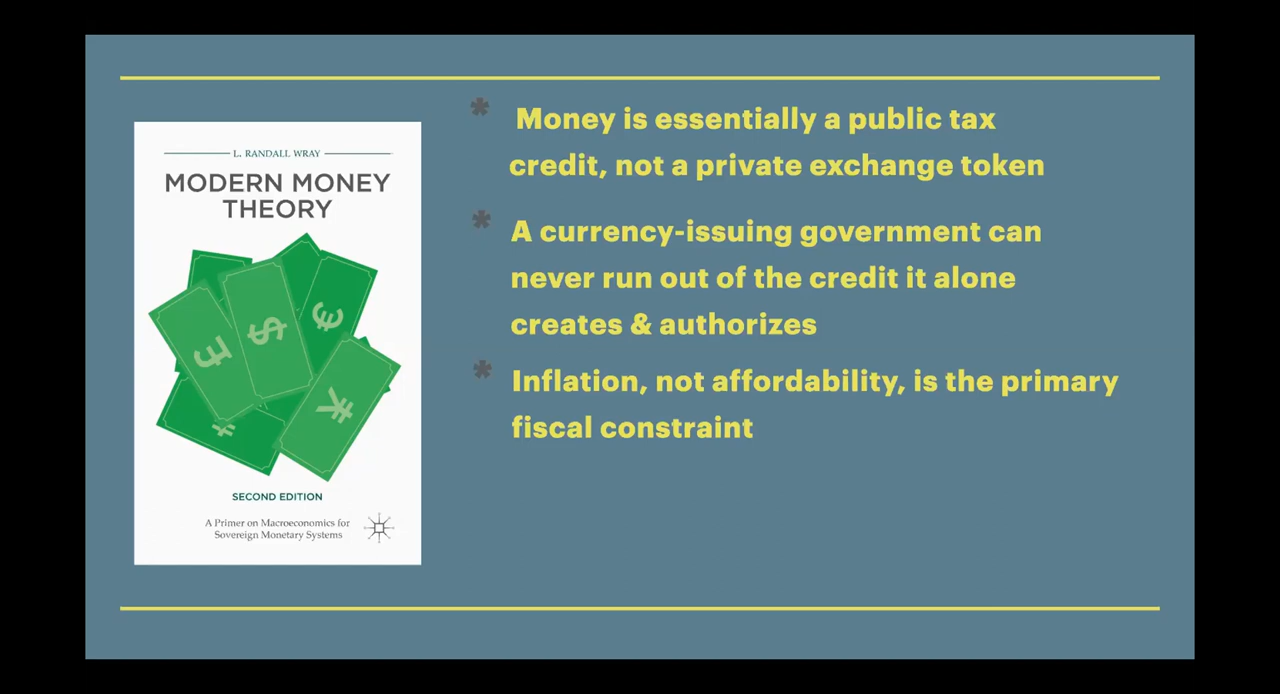 L. RANDALL WRAY
MODERN MONEY
THEORY
£
$
€
¥
SECOND EDITION
A Primer on Macroeconomics for
Sovereign Monetary Systems
* Money is essentially a public tax
credit, not a private exchange token
* A currency-issuing government can
never run out of the credit it alone
creates & authorizes
* Inflation, not affordability, is the primary
fiscal constraint